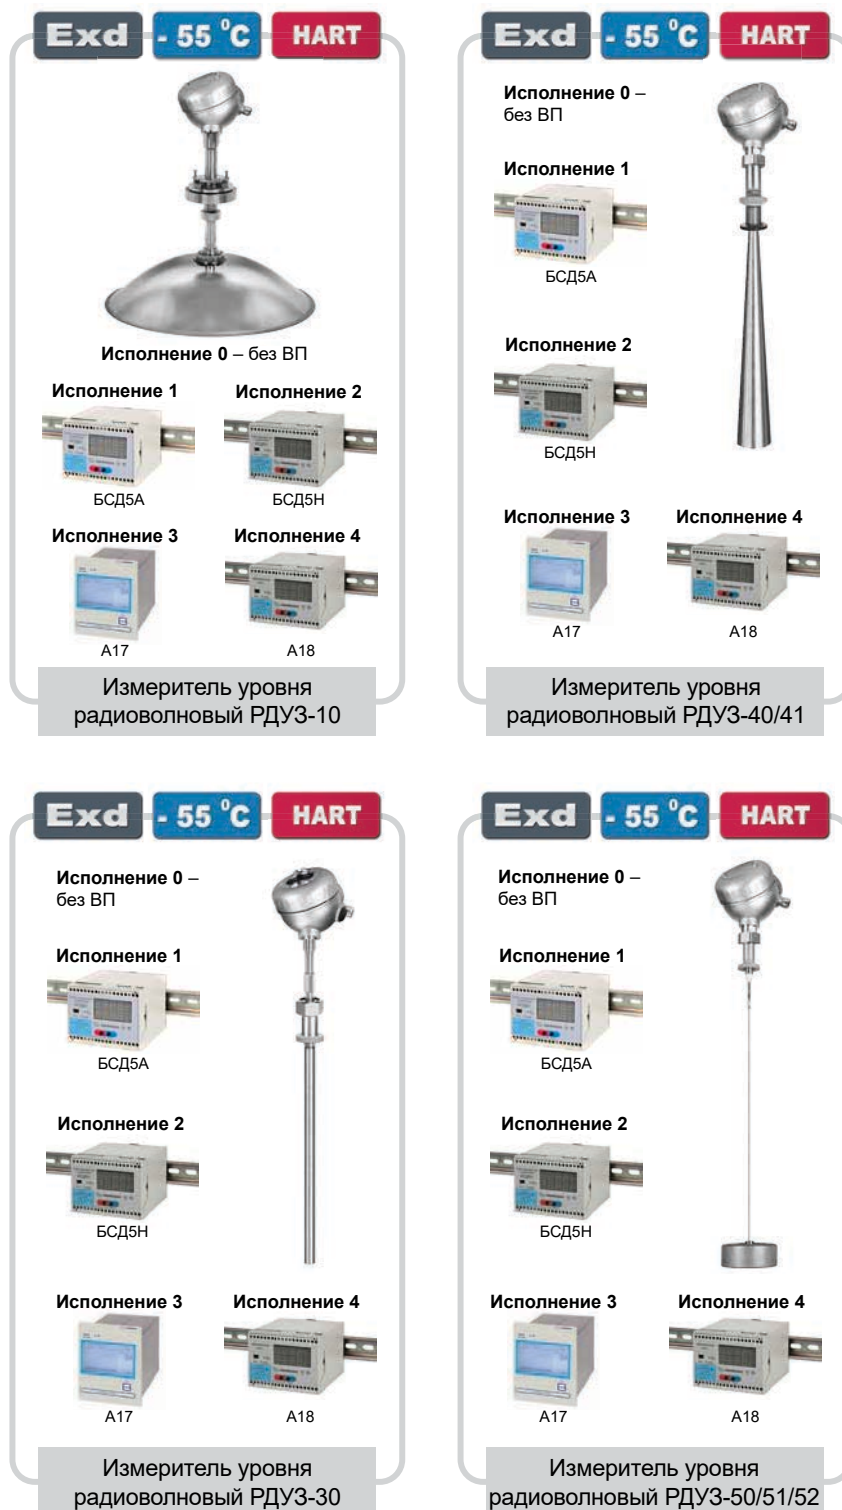 Exd - 55 °C HART
Исполнение 0 – без ВП
Исполнение 1
Исполнение 2
БСД5А
БСД5Н
Исполнение 3
Исполнение 4
А17
А18
Измеритель уровня
радиоволновый РДУ3-10
Exd - 55 °C HART
Исполнение 0 –
без ВП
Исполнение 1
БСД5А
Исполнение 2
БСД5Н
Исполнение 3
Исполнение 4
А17
А18
Измеритель уровня
радиоволновый РДУ3-40/41
Exd - 55 °C HART
Исполнение 0 –
без ВП
Исполнение 1
БСД5А
Исполнение 2
БСД5Н
Исполнение 3
Исполнение 4
А17
А18
Измеритель уровня
радиоволновый РДУ3-30
Exd - 55 °C HART
Исполнение 0 –
без ВП
Исполнение 1
БСД5А
Исполнение 2
БСД5Н
Исполнение 3
Исполнение 4
А17
А18
Измеритель уровня
радиоволновый РДУ3-50/51/52